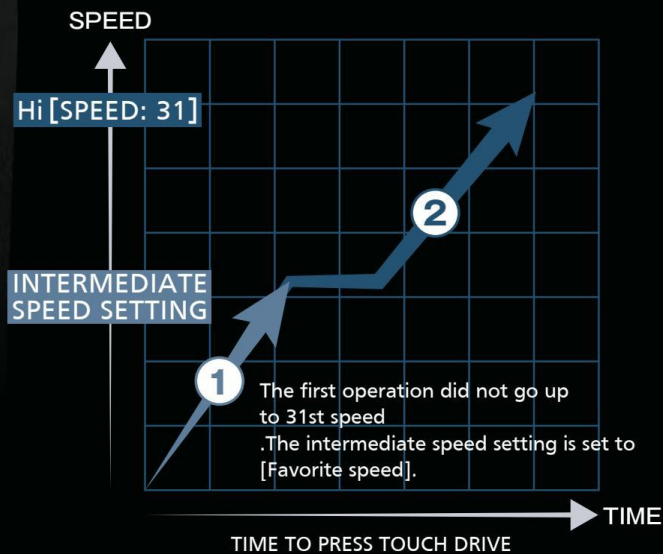 SPEED
Hi [SPEED: 31]
2
INTERMEDIATE
SPEED SETTING
1
The first operation did not go up
to 31st speed
.The intermediate speed setting is set to
[Favorite speed].
TIME
TIME TO PRESS TOUCH DRIVE